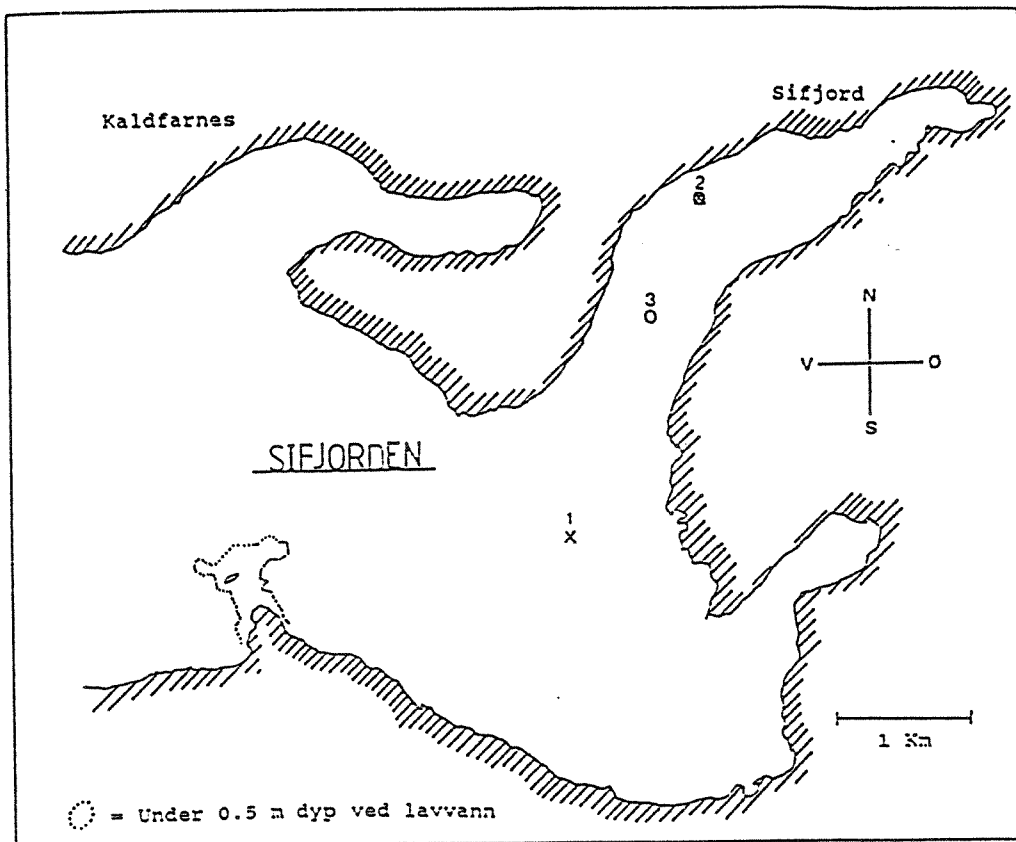 Sifjord
Kaldfarnes
2
3
N
V O
S
SIFJORDEN
1
X
1 Km
= Under 0.5 m dyp ved lavvann